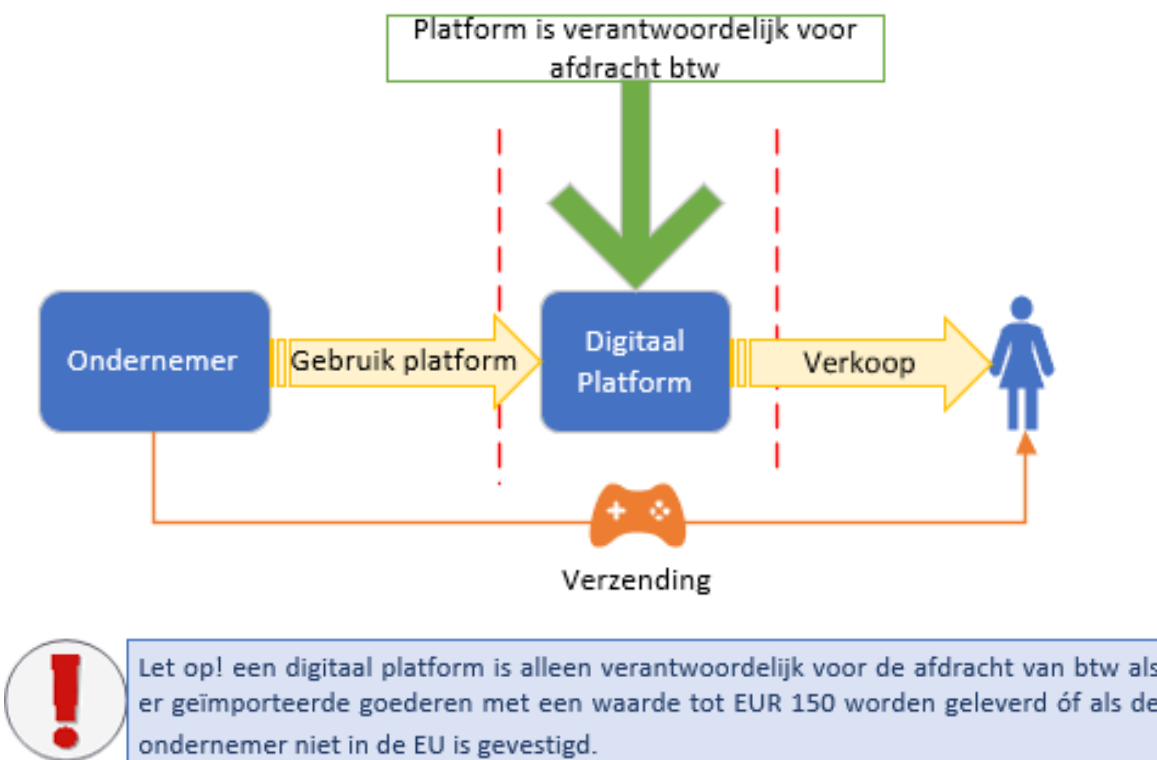 Platform is verantwoordelijk voor
afdracht btw
Ondernemer
Gebruik platform
Digitaal
Platform
Verkoop
Verzending
Let op! een digitaal platform is alleen verantwoordelijk voor de afdracht van btw als
er geïmporteerde goederen met een waarde tot EUR 150 worden geleverd óf als de
ondernemer niet in de EU is gevestigd.